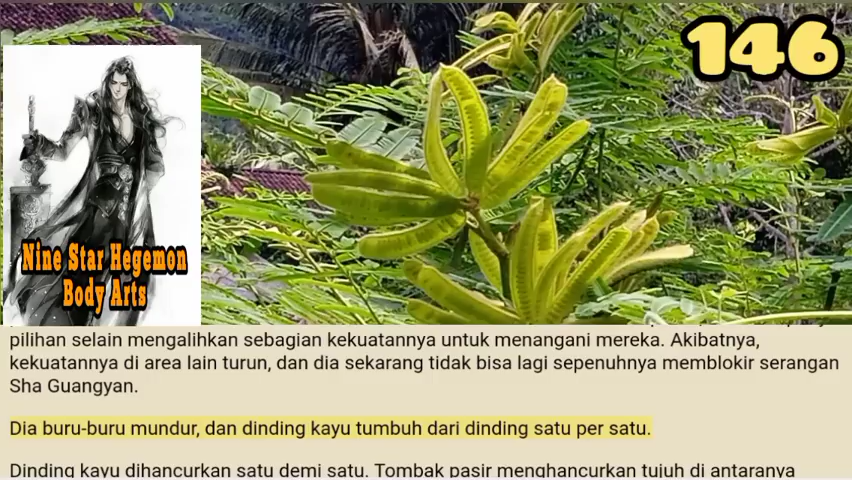 146
Nine Star Hegemon
Body Arts
pilihan selain mengalihkan sebagian kekuatannya untuk menangani mereka. Akibatnya,
kekuatannya di area lain turun, dan dia sekarang tidak bisa lagi sepenuhnya memblokir serangan
Sha Guangyan.
Dia buru-buru mundur, dan dinding kayu tumbuh dari dinding satu per satu.
Dinding kayu dihancurkan satu demi satu. Tombak pasir menghancurkan tujuh di antaranya